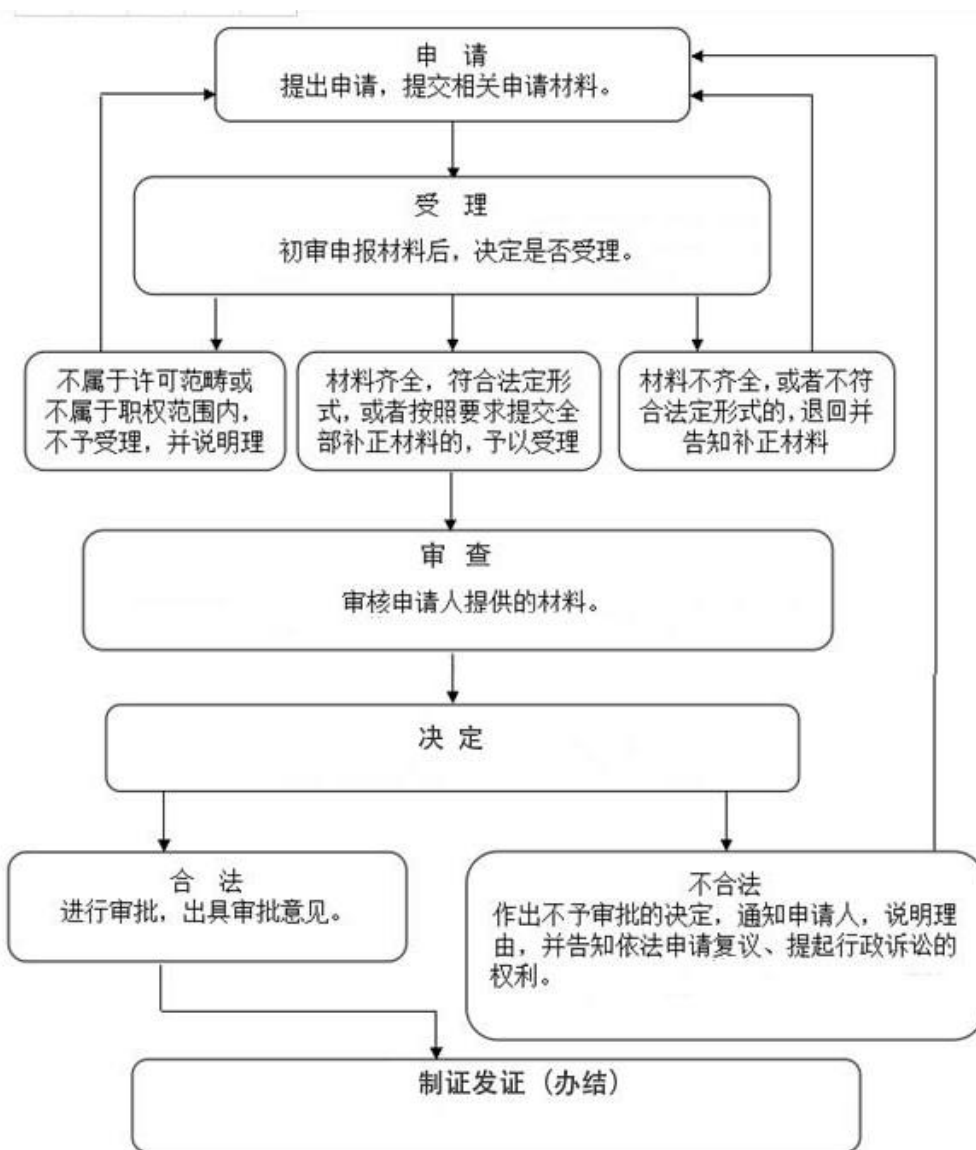 申 请
提出申请，提交相关申请材料。
受 理
初审申报材料后，决定是否受理。
不属于许可范畴或
不属于职权范围内，
不予受理，并说明理
材料齐全，符合法定形
式，或者按照要求提交全
部补正材料的，予以受理
材料不齐全，或者不符
合法定形式的，退回并
告知补正材料
审 查
审核申请人提供的材料。
决 定
合 法
进行审批，出具审批意见。
不合法
作出不予审批的决定，通知申请人，说明理
由，并告知依法申请复议、提起行政诉讼的
权利。
制证发证（办结）